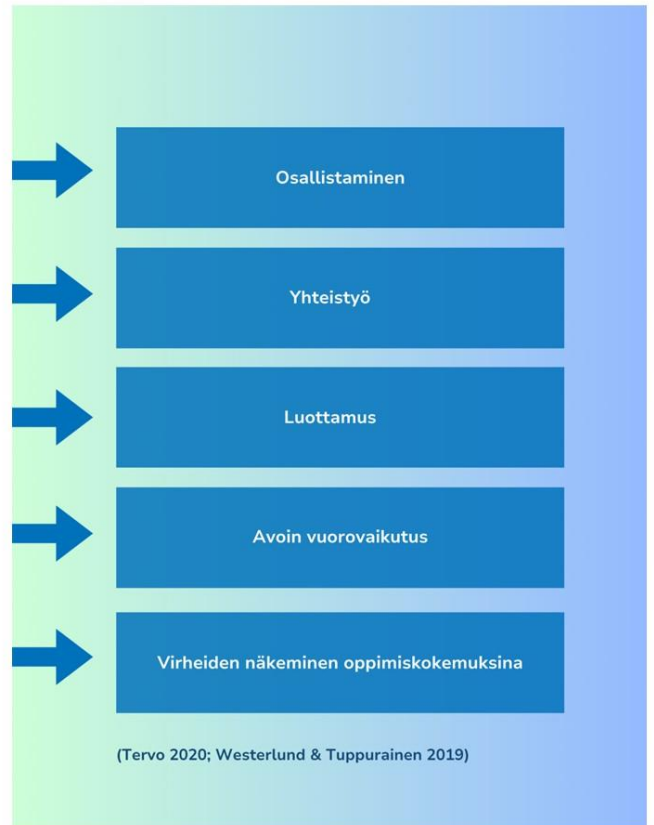 Osallistaminen
Yhteistyö
Luottamus
Avoin vuorovaikutus
Virheiden näkeminen oppimiskokemuksina
(Tervo 2020; Westerlund & Tuppurainen 2019)